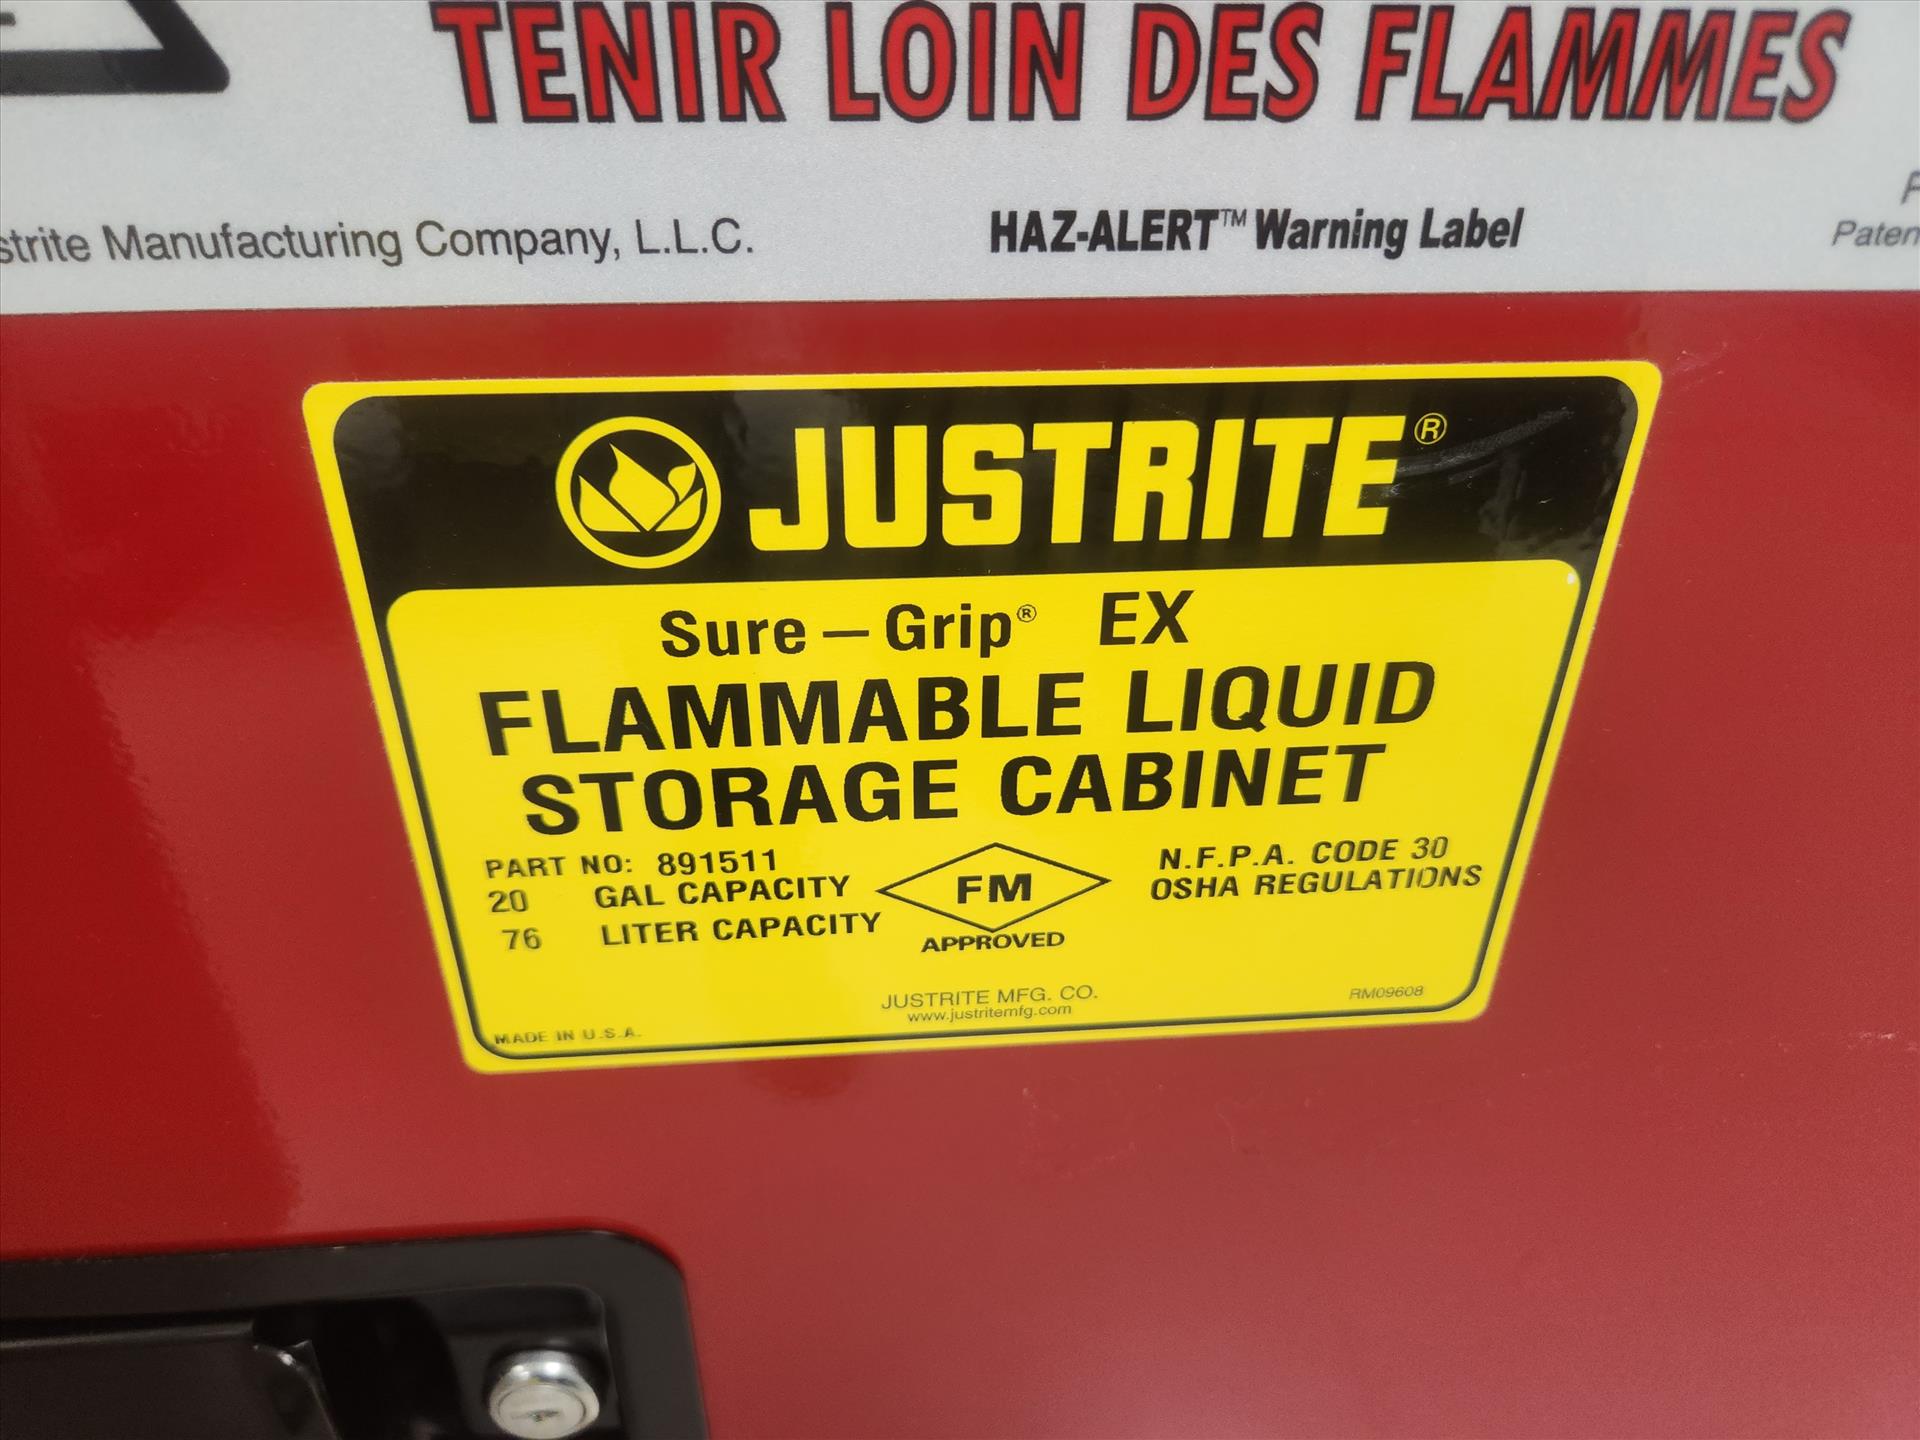 TENIR LOIN DES FLAMMES
strite Manufacturing Company, L.L.C.
HAZ-ALERT™ Warning Label
Paten
JUSTRITE®
Sure–Grip® EX
FLAMMABLE LIQUID
STORAGE CABINET
PART NO: 891511
20 GAL CAPACITY
76 LITER CAPACITY
FM
APPROVED
N.F.P.A. CODE 30
OSHA REGULATIONS
JUSTRITE MFG. CO.
www.justritemfg.com
RM09608
MADE IN U.S.A.